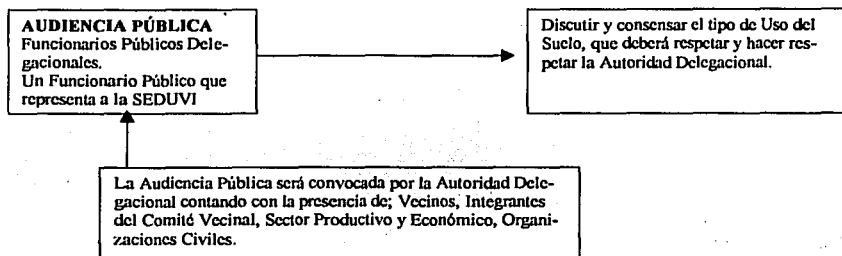 AUDIENCIA PÚBLICA
Funcionarios Públicos Dele-
gacionales.
Un Funcionario Público que
representa a la SEDUVI
Discutir y consensar el tipo de Uso del
Suelo, que deberá respetar y hacer res-
petar la Autoridad Delegacional.
La Audiencia Pública será convocada por la Autoridad Dele-
gacional contando con la presencia de; Vecinos, Integrantes
del Comité Vecinal, Sector Productivo y Económico, Organi-
zaciones Civiles.